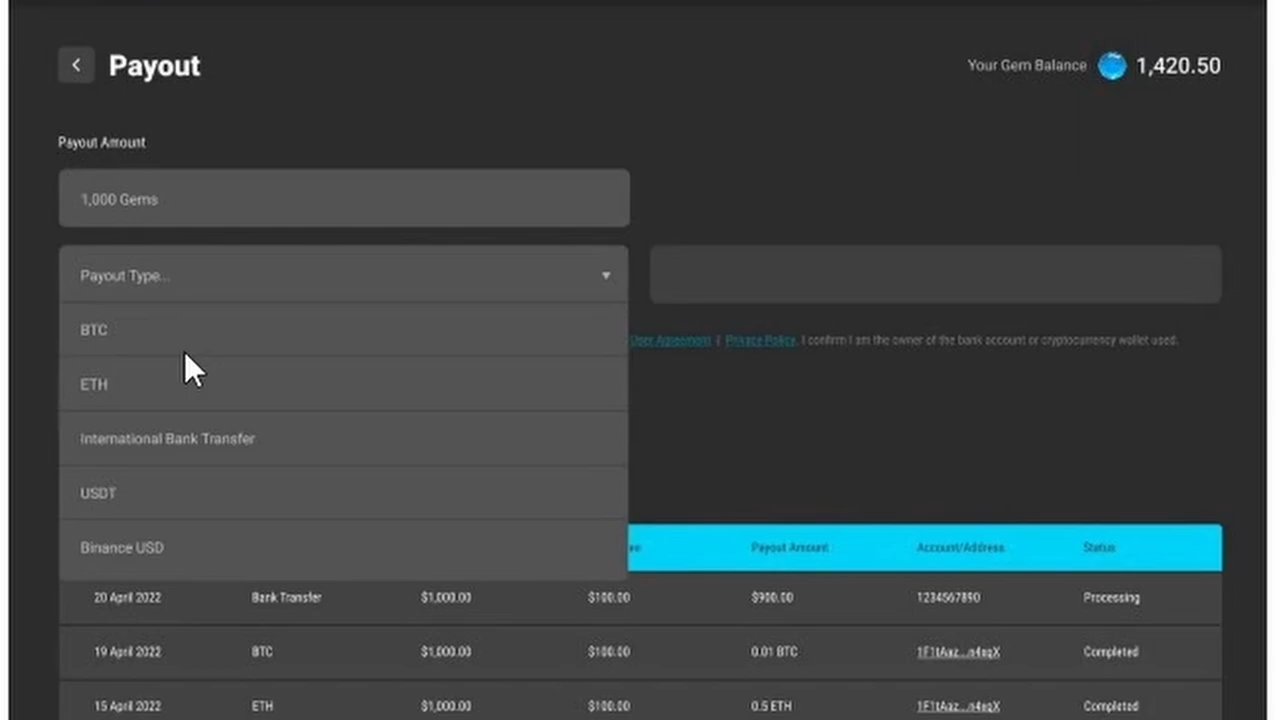 Payout
Your Gem Balance 1,420.50
Payout Amount
1,000 Gems
Payout Type...
BTC
User Agreement | Privacy Policy. I confirm I am the owner of the bank account or cryptocurrency wallet used.
ETH
International Bank Transfer
USDT
Binance USD
Payout Amount Account/Address Status
20 April 2022 Bank Transfer $1,000.00 $100.00 $900.00 1234567890 Processing
19 April 2022 BTC $1,000.00 $100.00 0.01 BTC Completed
15 April 2022 ETH $1,000.00 $100.00 0.5 ETH Completed